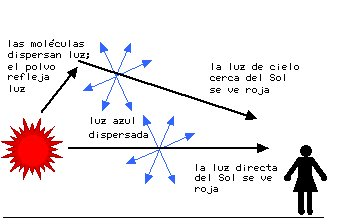 las moléculas
dispersan luz;
el polvo
refleja
luz
la luz de cielo
cerca del Sol
se ve roja
luz azul
dispersada
la luz directa
del Sol se ve
roja